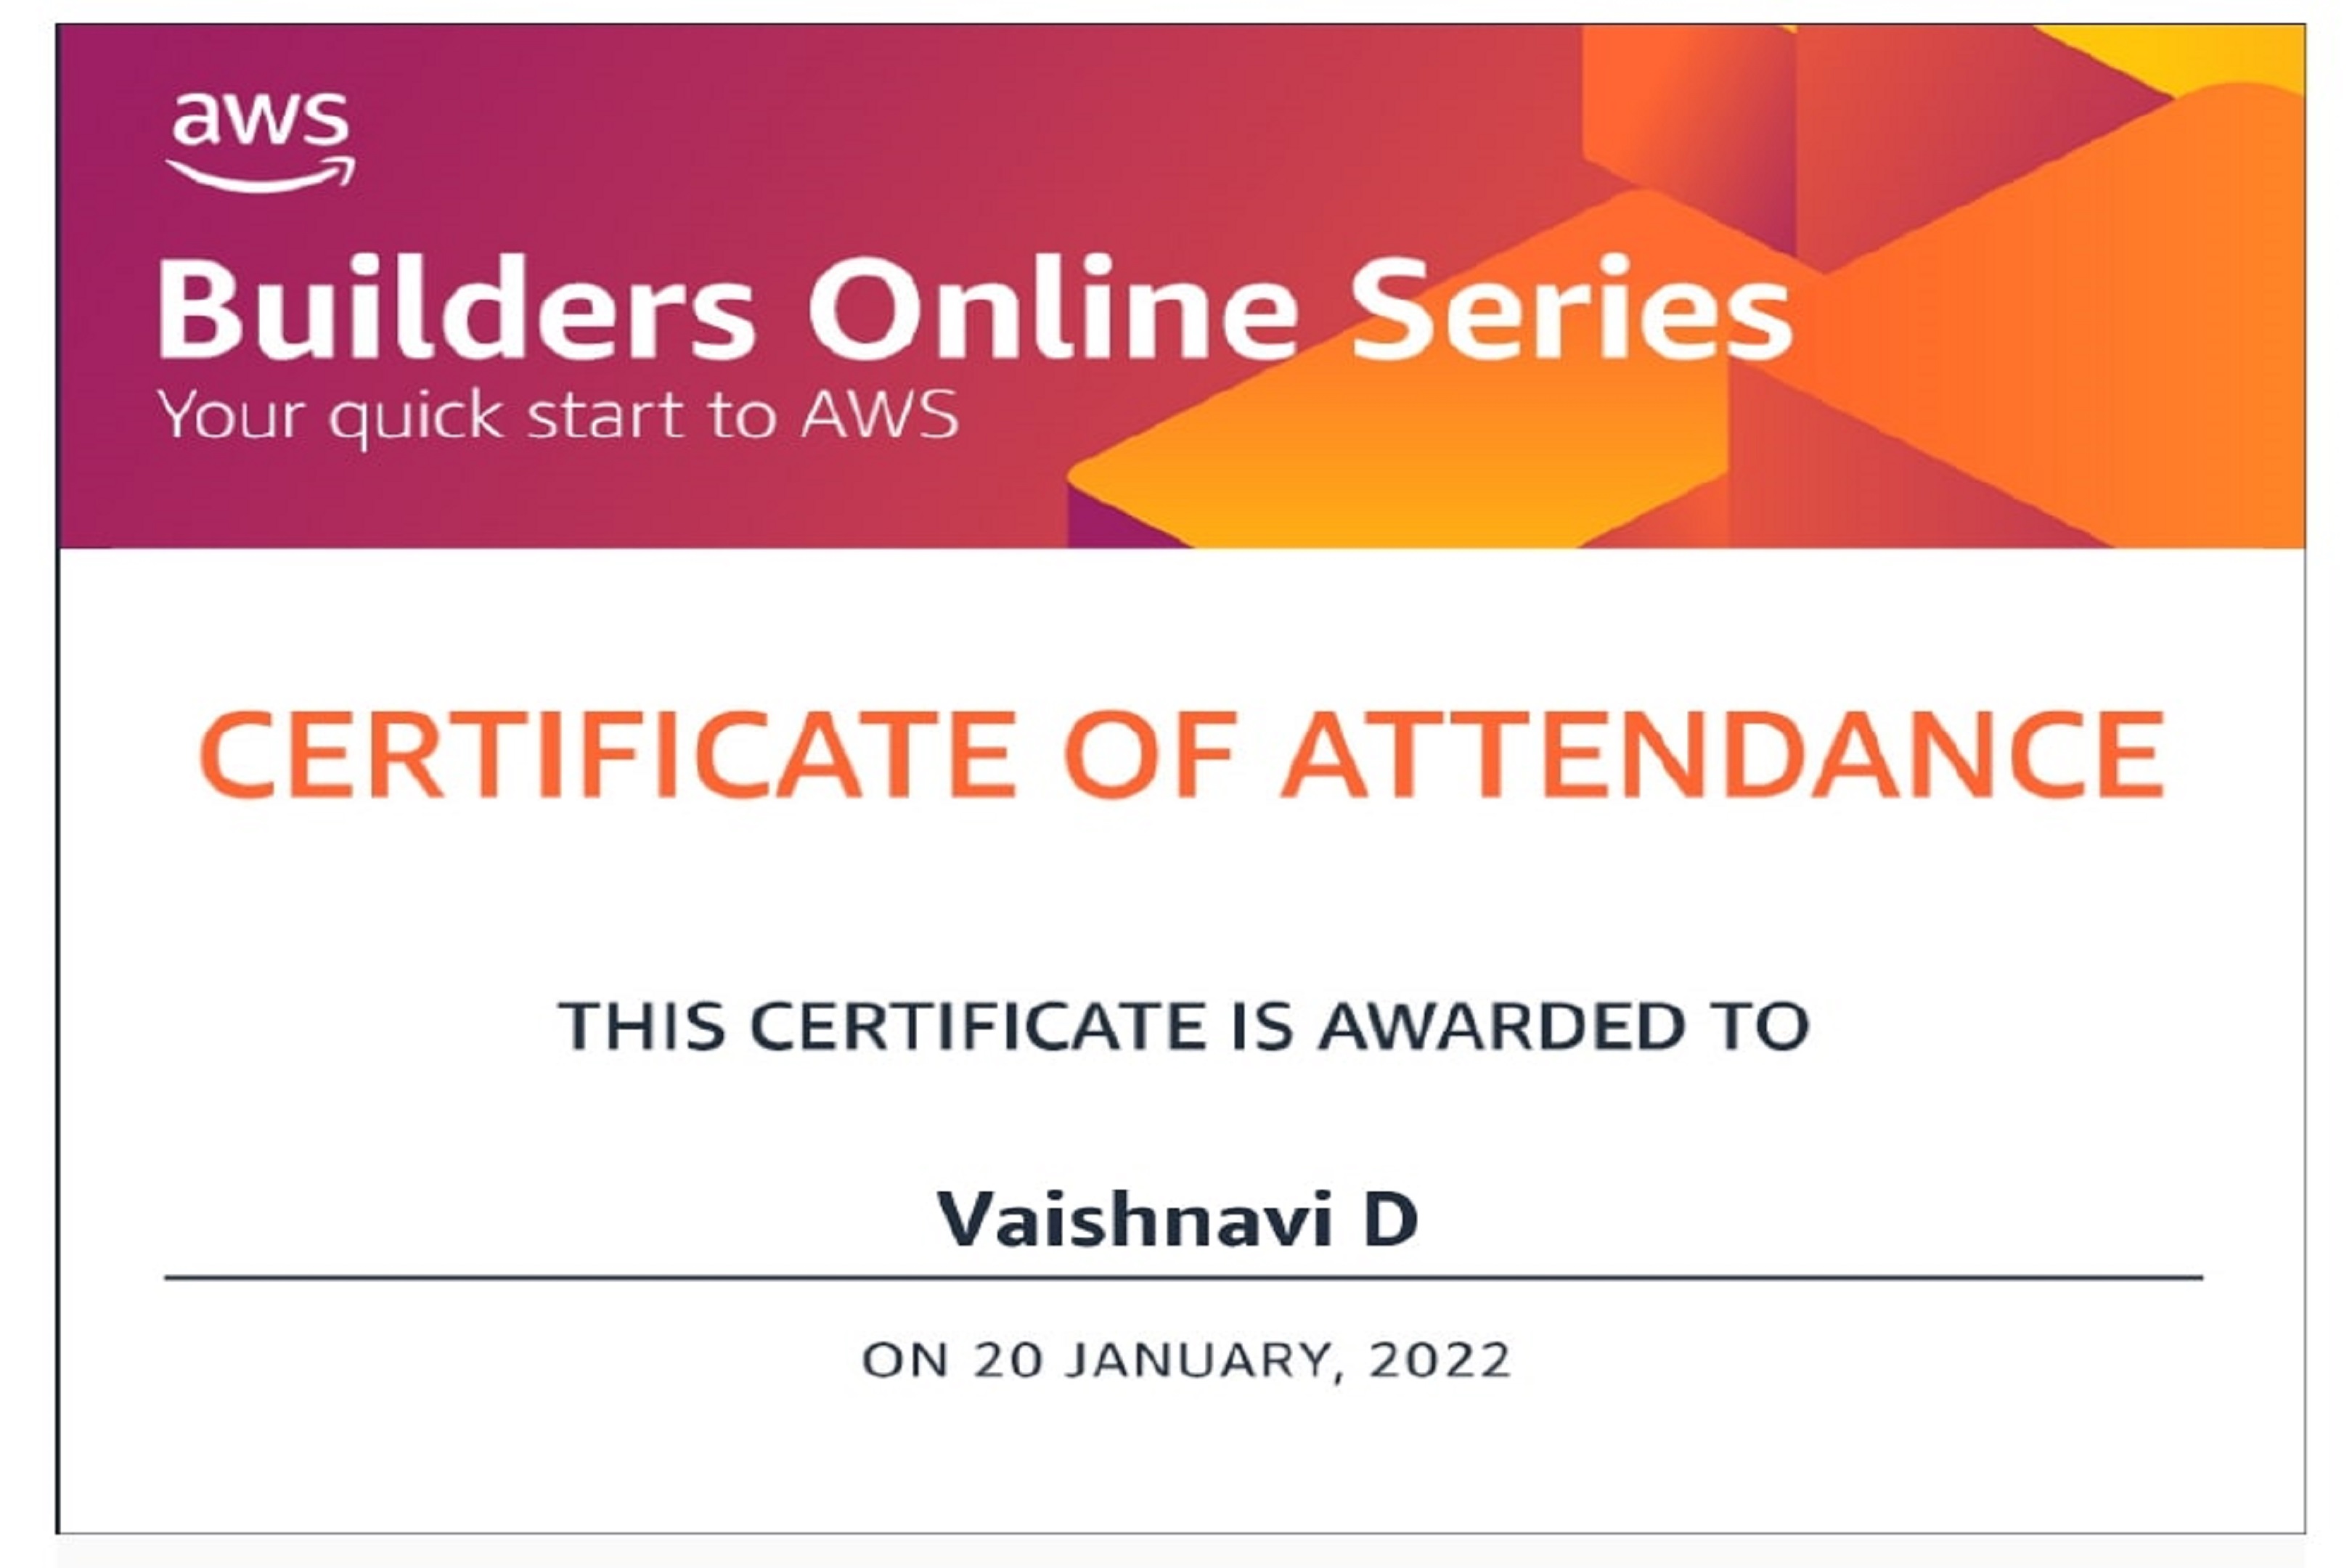 aws
Builders Online Series
Your quick start to AWS
CERTIFICATE OF ATTENDANCE
THIS CERTIFICATE IS AWARDED TO
Vaishnavi D
ON 20 JANUARY, 2022